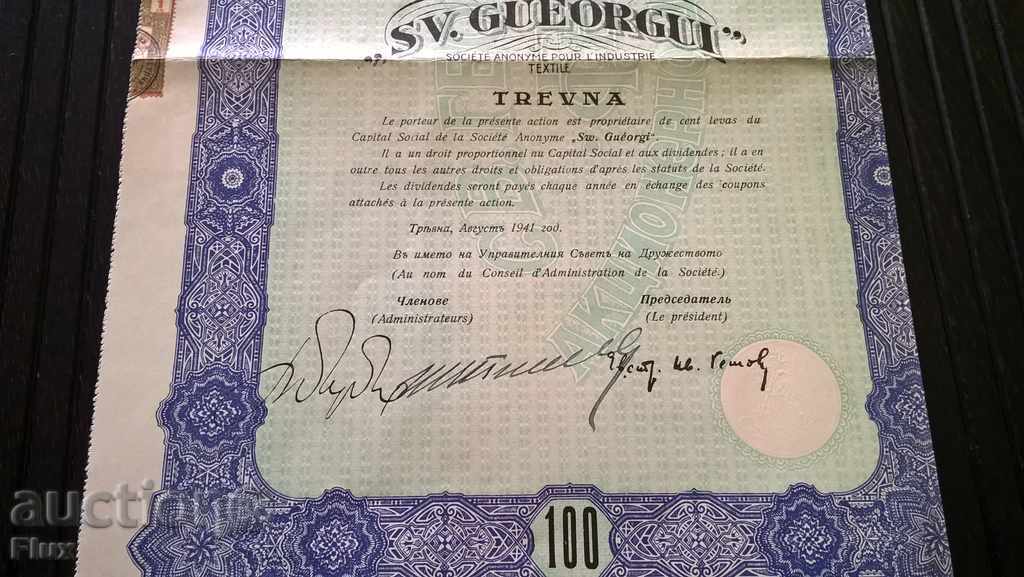 „SV. GUEORGUI”
SOCIÉTÉ ANONYME POUR L'INDUSTRIE
TEXTILE
TREVNA
Le porteur de la présente action est propriétaire de cent levas du
Capital Social de la Société Anonyme „Sw. Guéorgi“.
Il a un droit proportionnel au Capital Social et aux dividendes; il a en
outre tous les autres droits et obligations d'après les statuts de la Société.
Les dividendes seront payés chaque année en échange des coupons
attachés à la présente action.
Трѣвна, Августъ 1941 год.
Въ името на Управителния Съветъ на Дружеството
(Au nom du Conseil d'Administration de la Société.)
Членове Председатель
(Administrateurs) (Le président)
Ив. Гешов
100
auctions
Flux